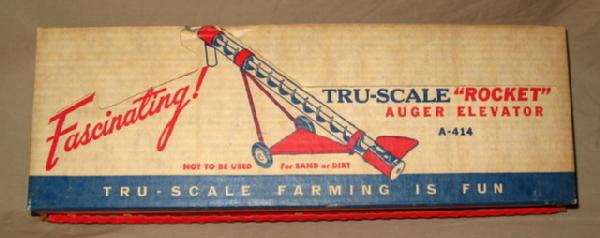 Fascinating!
TRU-SCALE "ROCKET"
AUGER ELEVATOR
A-414
NOT TO BE USED For SAND or DIRT
TRU-SCALE FARMING IS FUN